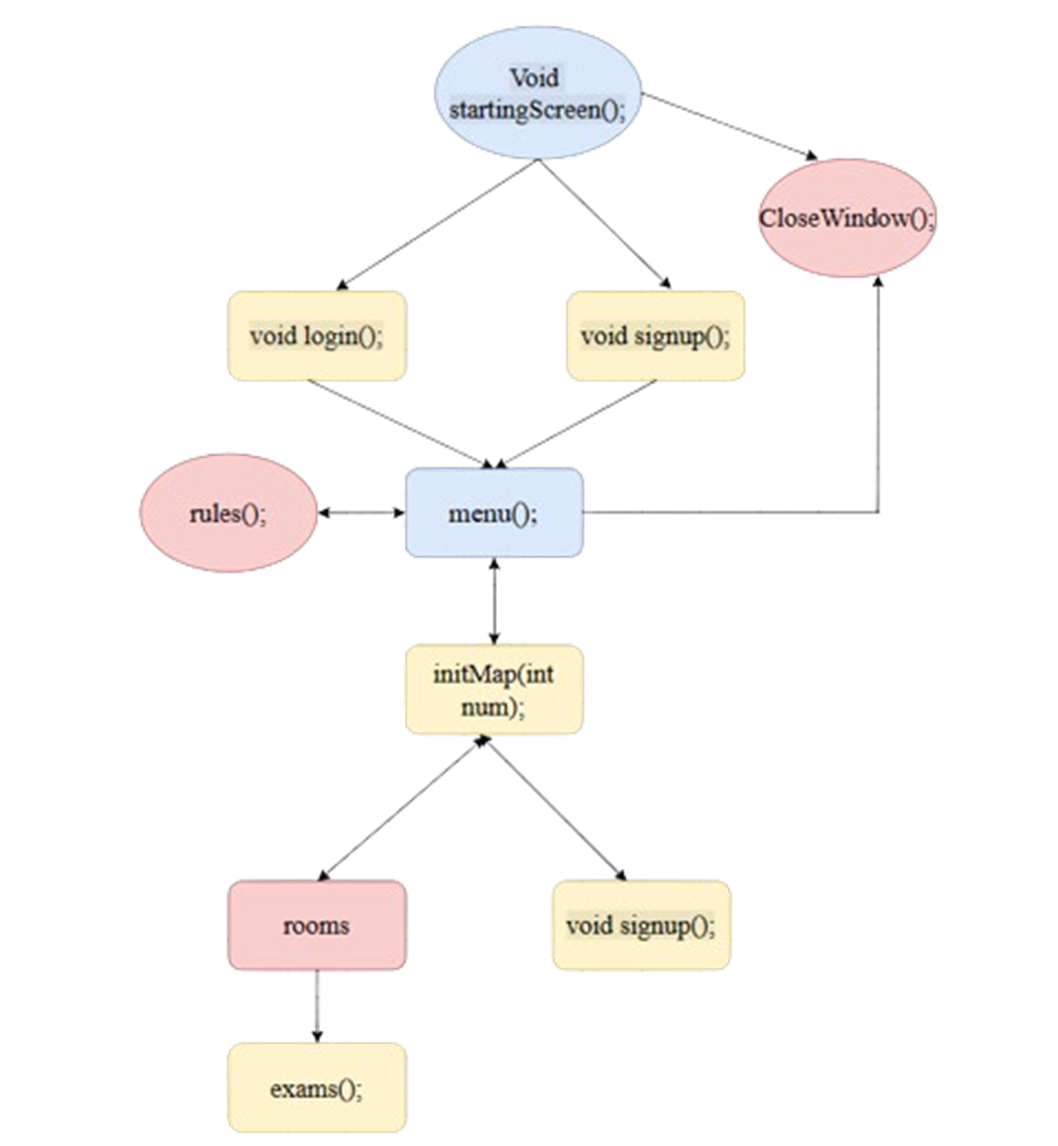 Void
startingScreen();
CloseWindow();
void login();
void signup();
rules();
menu();
initMap(int
num);
rooms
void signup();
exams();